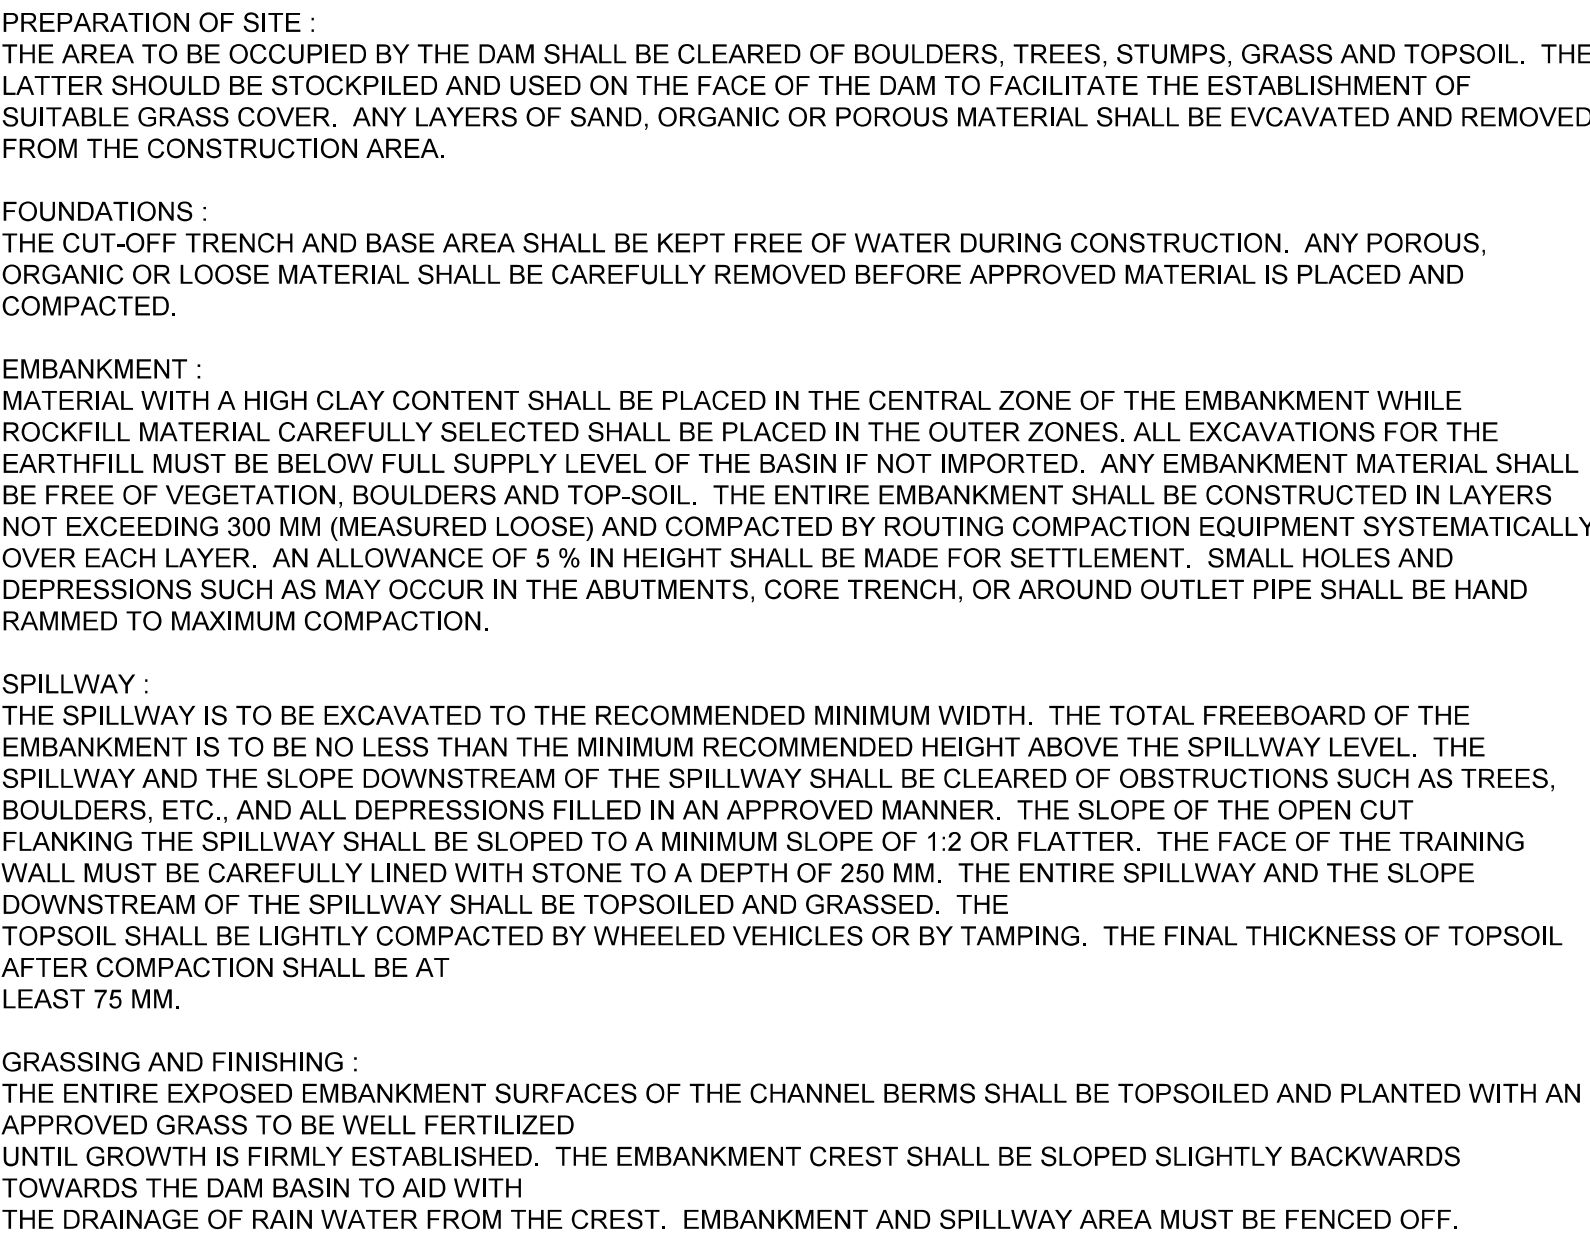 PREPARATION OF SITE :
THE AREA TO BE OCCUPIED BY THE DAM SHALL BE CLEARED OF BOULDERS, TREES, STUMPS, GRASS AND TOPSOIL.  THE
LATTER SHOULD BE STOCKPILED AND USED ON THE FACE OF THE DAM TO FACILITATE THE ESTABLISHMENT OF
SUITABLE GRASS COVER.  ANY LAYERS OF SAND, ORGANIC OR POROUS MATERIAL SHALL BE EVCAVATED AND REMOVED
FROM THE CONSTRUCTION AREA.

FOUNDATIONS :
THE CUT-OFF TRENCH AND BASE AREA SHALL BE KEPT FREE OF WATER DURING CONSTRUCTION.  ANY POROUS,
ORGANIC OR LOOSE MATERIAL SHALL BE CAREFULLY REMOVED BEFORE APPROVED MATERIAL IS PLACED AND
COMPACTED.

EMBANKMENT :
MATERIAL WITH A HIGH CLAY CONTENT SHALL BE PLACED IN THE CENTRAL ZONE OF THE EMBANKMENT WHILE
ROCKFILL MATERIAL CAREFULLY SELECTED SHALL BE PLACED IN THE OUTER ZONES. ALL EXCAVATIONS FOR THE
EARTHFILL MUST BE BELOW FULL SUPPLY LEVEL OF THE BASIN IF NOT IMPORTED.  ANY EMBANKMENT MATERIAL SHALL
BE FREE OF VEGETATION, BOULDERS AND TOP-SOIL.  THE ENTIRE EMBANKMENT SHALL BE CONSTRUCTED IN LAYERS
NOT EXCEEDING 300 MM (MEASURED LOOSE) AND COMPACTED BY ROUTING COMPACTION EQUIPMENT SYSTEMATICALLY
OVER EACH LAYER.  AN ALLOWANCE OF 5 % IN HEIGHT SHALL BE MADE FOR SETTLEMENT.  SMALL HOLES AND
DEPRESSIONS SUCH AS MAY OCCUR IN THE ABUTMENTS, CORE TRENCH, OR AROUND OUTLET PIPE SHALL BE HAND
RAMMED TO MAXIMUM COMPACTION.

SPILLWAY :
THE SPILLWAY IS TO BE EXCAVATED TO THE RECOMMENDED MINIMUM WIDTH.  THE TOTAL FREEBOARD OF THE
EMBANKMENT IS TO BE NO LESS THAN THE MINIMUM RECOMMENDED HEIGHT ABOVE THE SPILLWAY LEVEL.  THE
SPILLWAY AND THE SLOPE DOWNSTREAM OF THE SPILLWAY SHALL BE CLEARED OF OBSTRUCTIONS SUCH AS TREES,
BOULDERS, ETC., AND ALL DEPRESSIONS FILLED IN AN APPROVED MANNER.  THE SLOPE OF THE OPEN CUT
FLANKING THE SPILLWAY SHALL BE SLOPED TO A MINIMUM SLOPE OF 1:2 OR FLATTER.  THE FACE OF THE TRAINING
WALL MUST BE CAREFULLY LINED WITH STONE TO A DEPTH OF 250 MM.  THE ENTIRE SPILLWAY AND THE SLOPE
DOWNSTREAM OF THE SPILLWAY SHALL BE TOPSOILED AND GRASSED.  THE
TOPSOIL SHALL BE LIGHTLY COMPACTED BY WHEELED VEHICLES OR BY TAMPING.  THE FINAL THICKNESS OF TOPSOIL
AFTER COMPACTION SHALL BE AT
LEAST 75 MM.

GRASSING AND FINISHING :
THE ENTIRE EXPOSED EMBANKMENT SURFACES OF THE CHANNEL BERMS SHALL BE TOPSOILED AND PLANTED WITH AN
APPROVED GRASS TO BE WELL FERTILIZED
UNTIL GROWTH IS FIRMLY ESTABLISHED.  THE EMBANKMENT CREST SHALL BE SLOPED SLIGHTLY BACKWARDS
TOWARDS THE DAM BASIN TO AID WITH
THE DRAINAGE OF RAIN WATER FROM THE CREST.  EMBANKMENT AND SPILLWAY AREA MUST BE FENCED OFF.